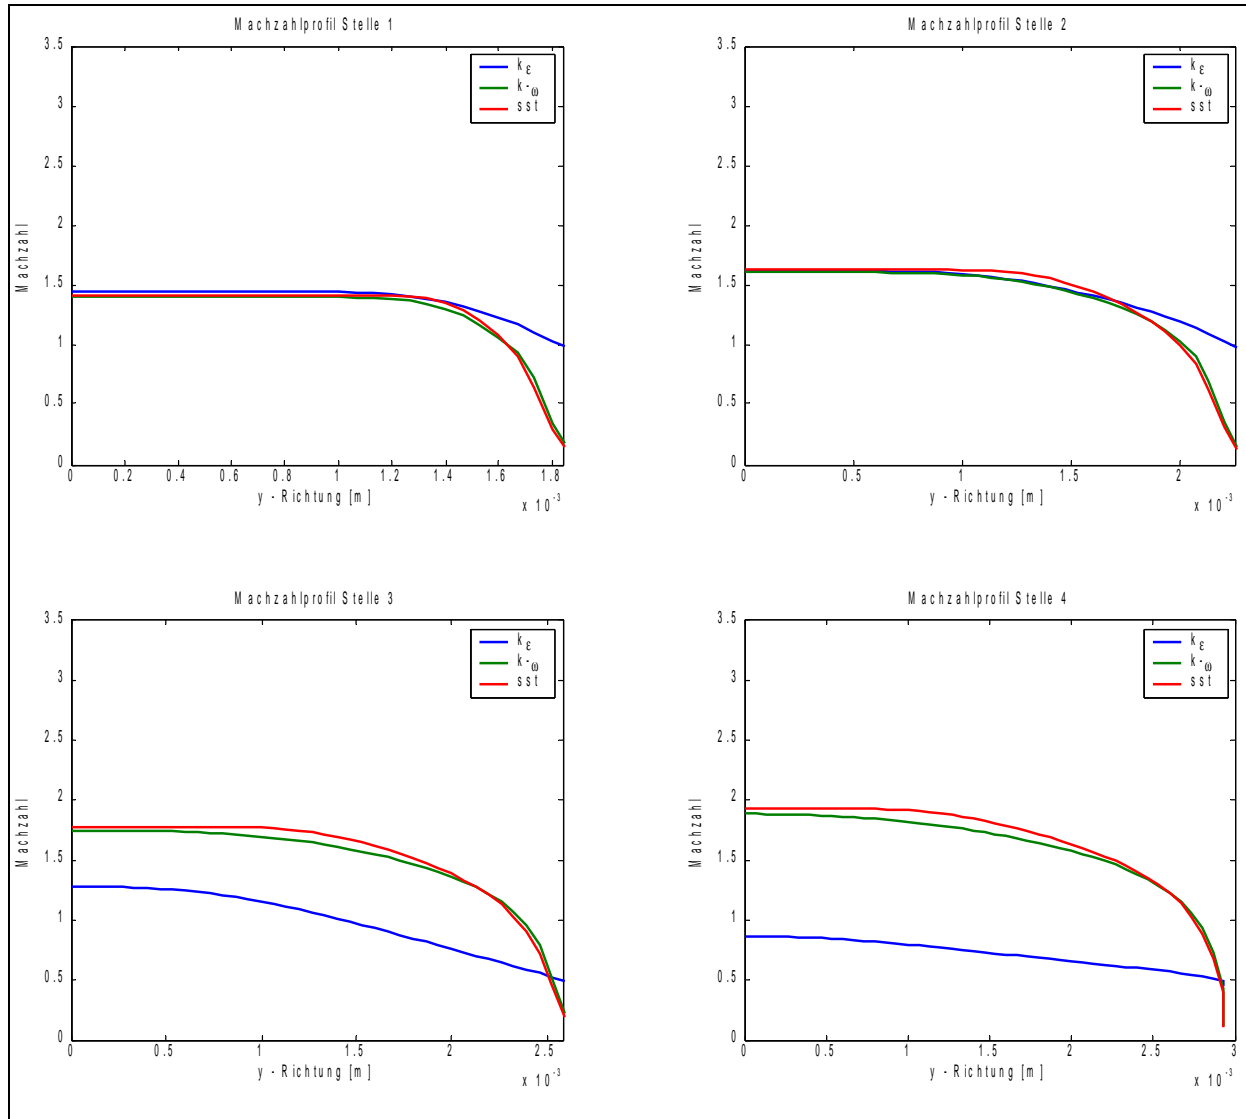 Machzahlprofil Stelle 1
3.5
3
2.5
2
1.5
1
0.5
0
Machzahl
k ε
k-ω
sst
0 0.2 0.4 0.6 0.8 1 1.2 1.4 1.6 1.8
y - Richtung [m]
x 10-3
Machzahlprofil Stelle 2
3.5
3
2.5
2
1.5
1
0.5
0
Machzahl
k ε
k-ω
sst
0 0.5 1 1.5 2
y - Richtung [m]
x 10-3
Machzahlprofil Stelle 3
3.5
3
2.5
2
1.5
1
0.5
0
Machzahl
k ε
k-ω
sst
0 0.5 1 1.5 2 2.5
y - Richtung [m]
x 10-3
Machzahlprofil Stelle 4
3.5
3
2.5
2
1.5
1
0.5
0
Machzahl
k ε
k-ω
sst
0 0.5 1 1.5 2 2.5 3
y - Richtung [m]
x 10-3